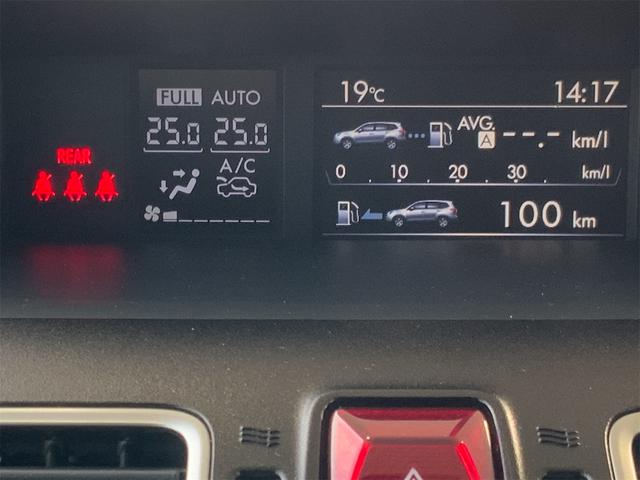 REAR
FULL AUTO
25.0 25.0
A/C
19°C 14:17
AVG. A --.- km/l
0 10 20 30 km/l
100 km